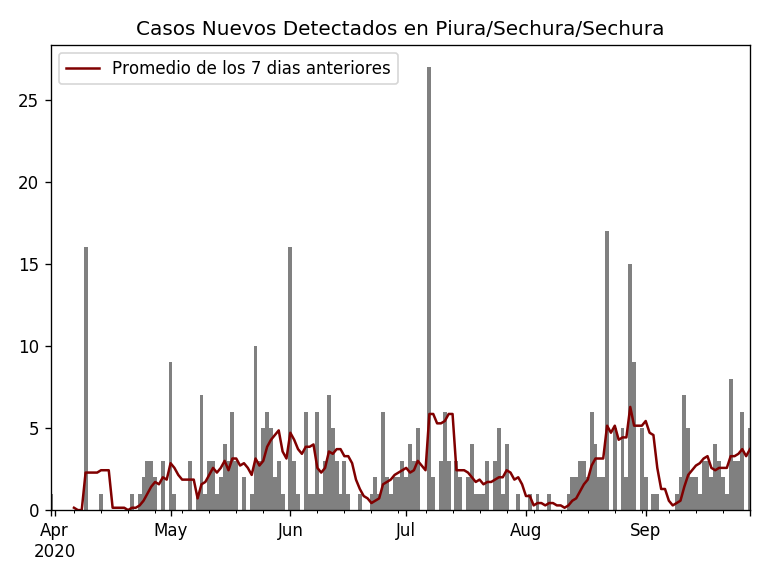 Casos Nuevos Detectados en Piura/Sechura/Sechura
Promedio de los 7 dias anteriores
25
20
15
10
5
0
Apr May Jun Jul Aug Sep
2020